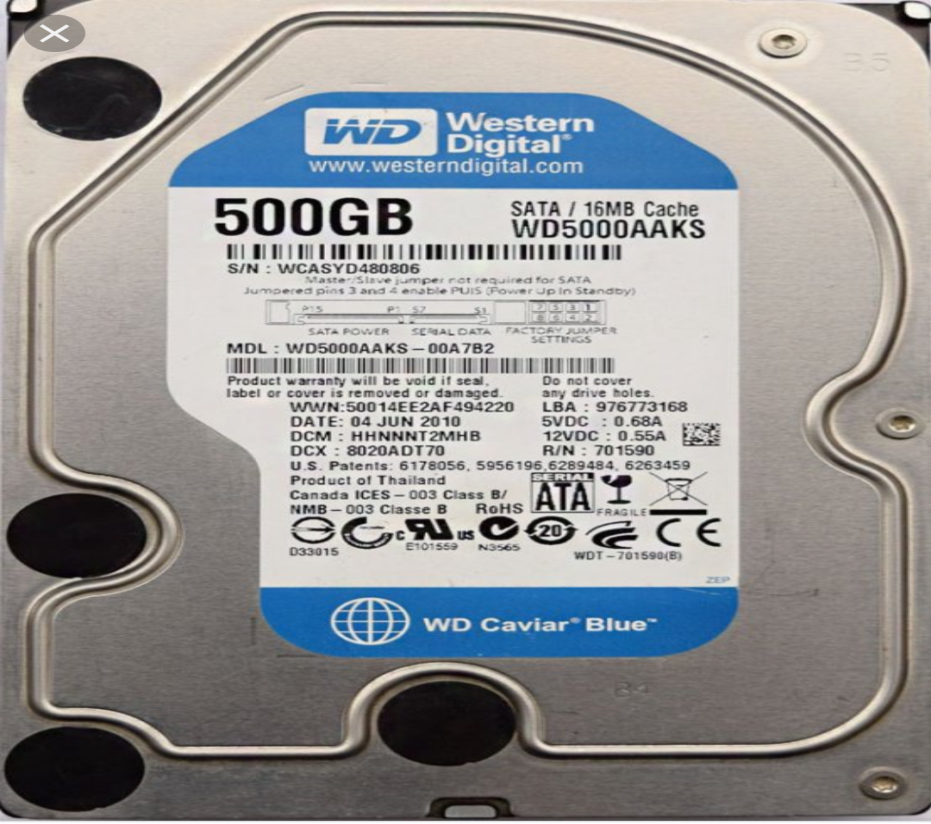 35
WD Western
Digital®
www.westerndigital.com
500GB
SATA / 16MB Cache
WD5000AAKS
S/N : WCASYD480806
Master/Slave jumper not required for SATA
Jumpered pins 3 and 4 enable PUIS (Power Up In Standby)
P15 P1 S7 S1 7 5 3 1
8 6 4 2
SATA POWER SERIAL DATA FACTORY JUMPER
SETTINGS
MDL : WD5000AAKS-00A7B2
Product warranty will be void if seal,
label or cover is removed or damaged.
Do not cover
any drive holes.
WWN:50014EE2AF494220
DATE: 04 JUN 2010
DCM : HHNNNT2MHB
DCX : 8020ADT70
LBA : 976773168
5VDC : 0.68A
12VDC : 0.55A
R/N : 701590
U.S. Patents: 6178056, 5956196,6289484, 6263459
Product of Thailand
Canada ICES-003 Class B/
NMB-003 Classe B RoHS
SERIAL
ATA
FRAGILE
D33015
C US
E101559
N3565
20
CE
WDT-701590(B)
ZEP
WD Caviar® Blue™